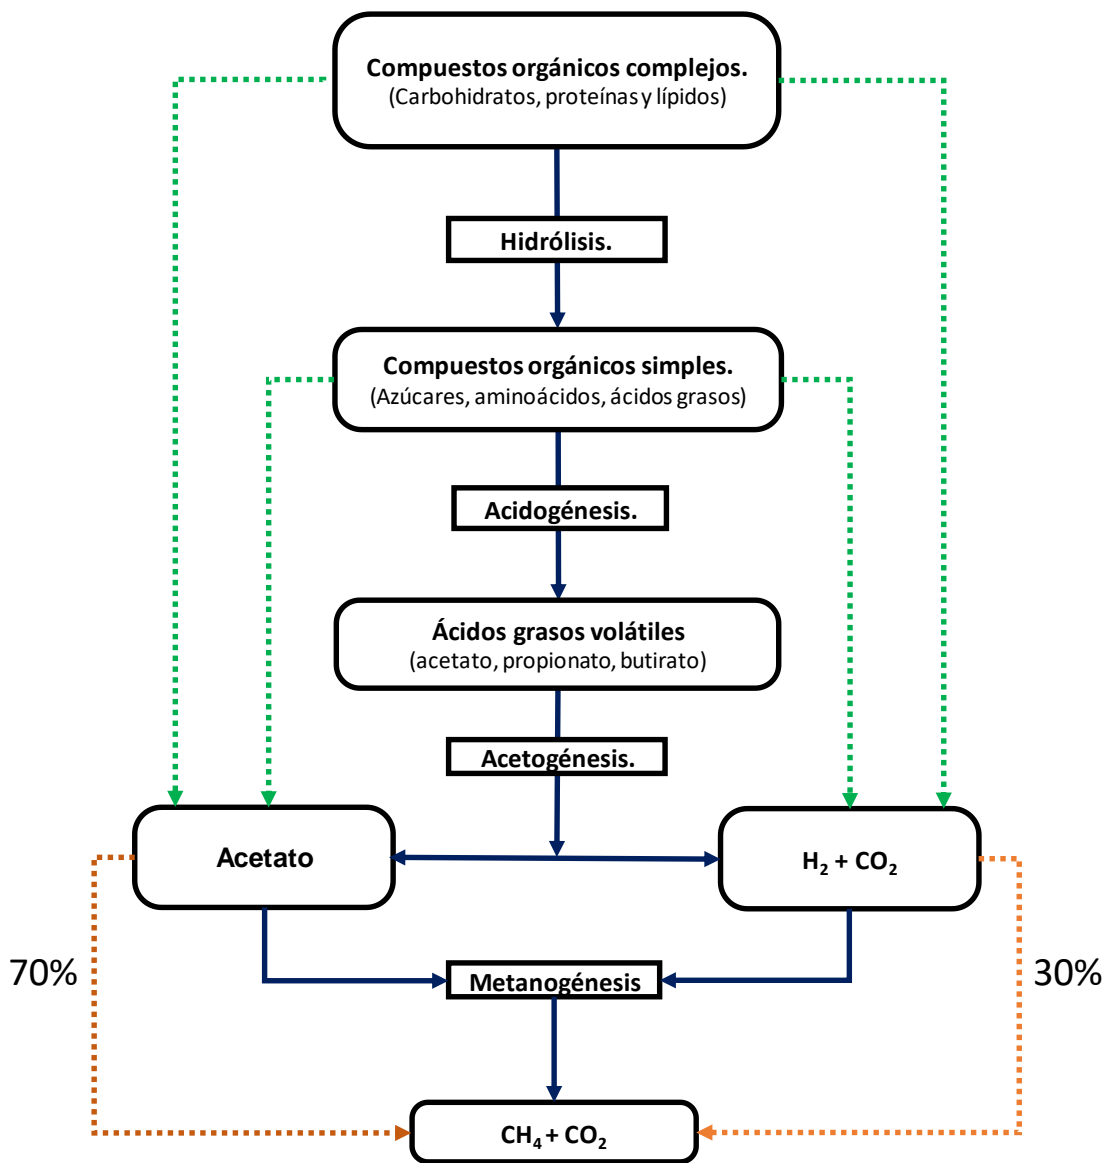 Compuestos orgánicos complejos.
(Carbohidratos, proteínas y lípidos)
Hidrólisis.
Compuestos orgánicos simples.
(Azúcares, aminoácidos, ácidos grasos)
Acidogénesis.
Ácidos grasos volátiles
(acetato, propionato, butirato)
Acetogénesis.
Acetato
H₂ + CO₂
70%
Metanogénesis
30%
CH₄ + CO₂